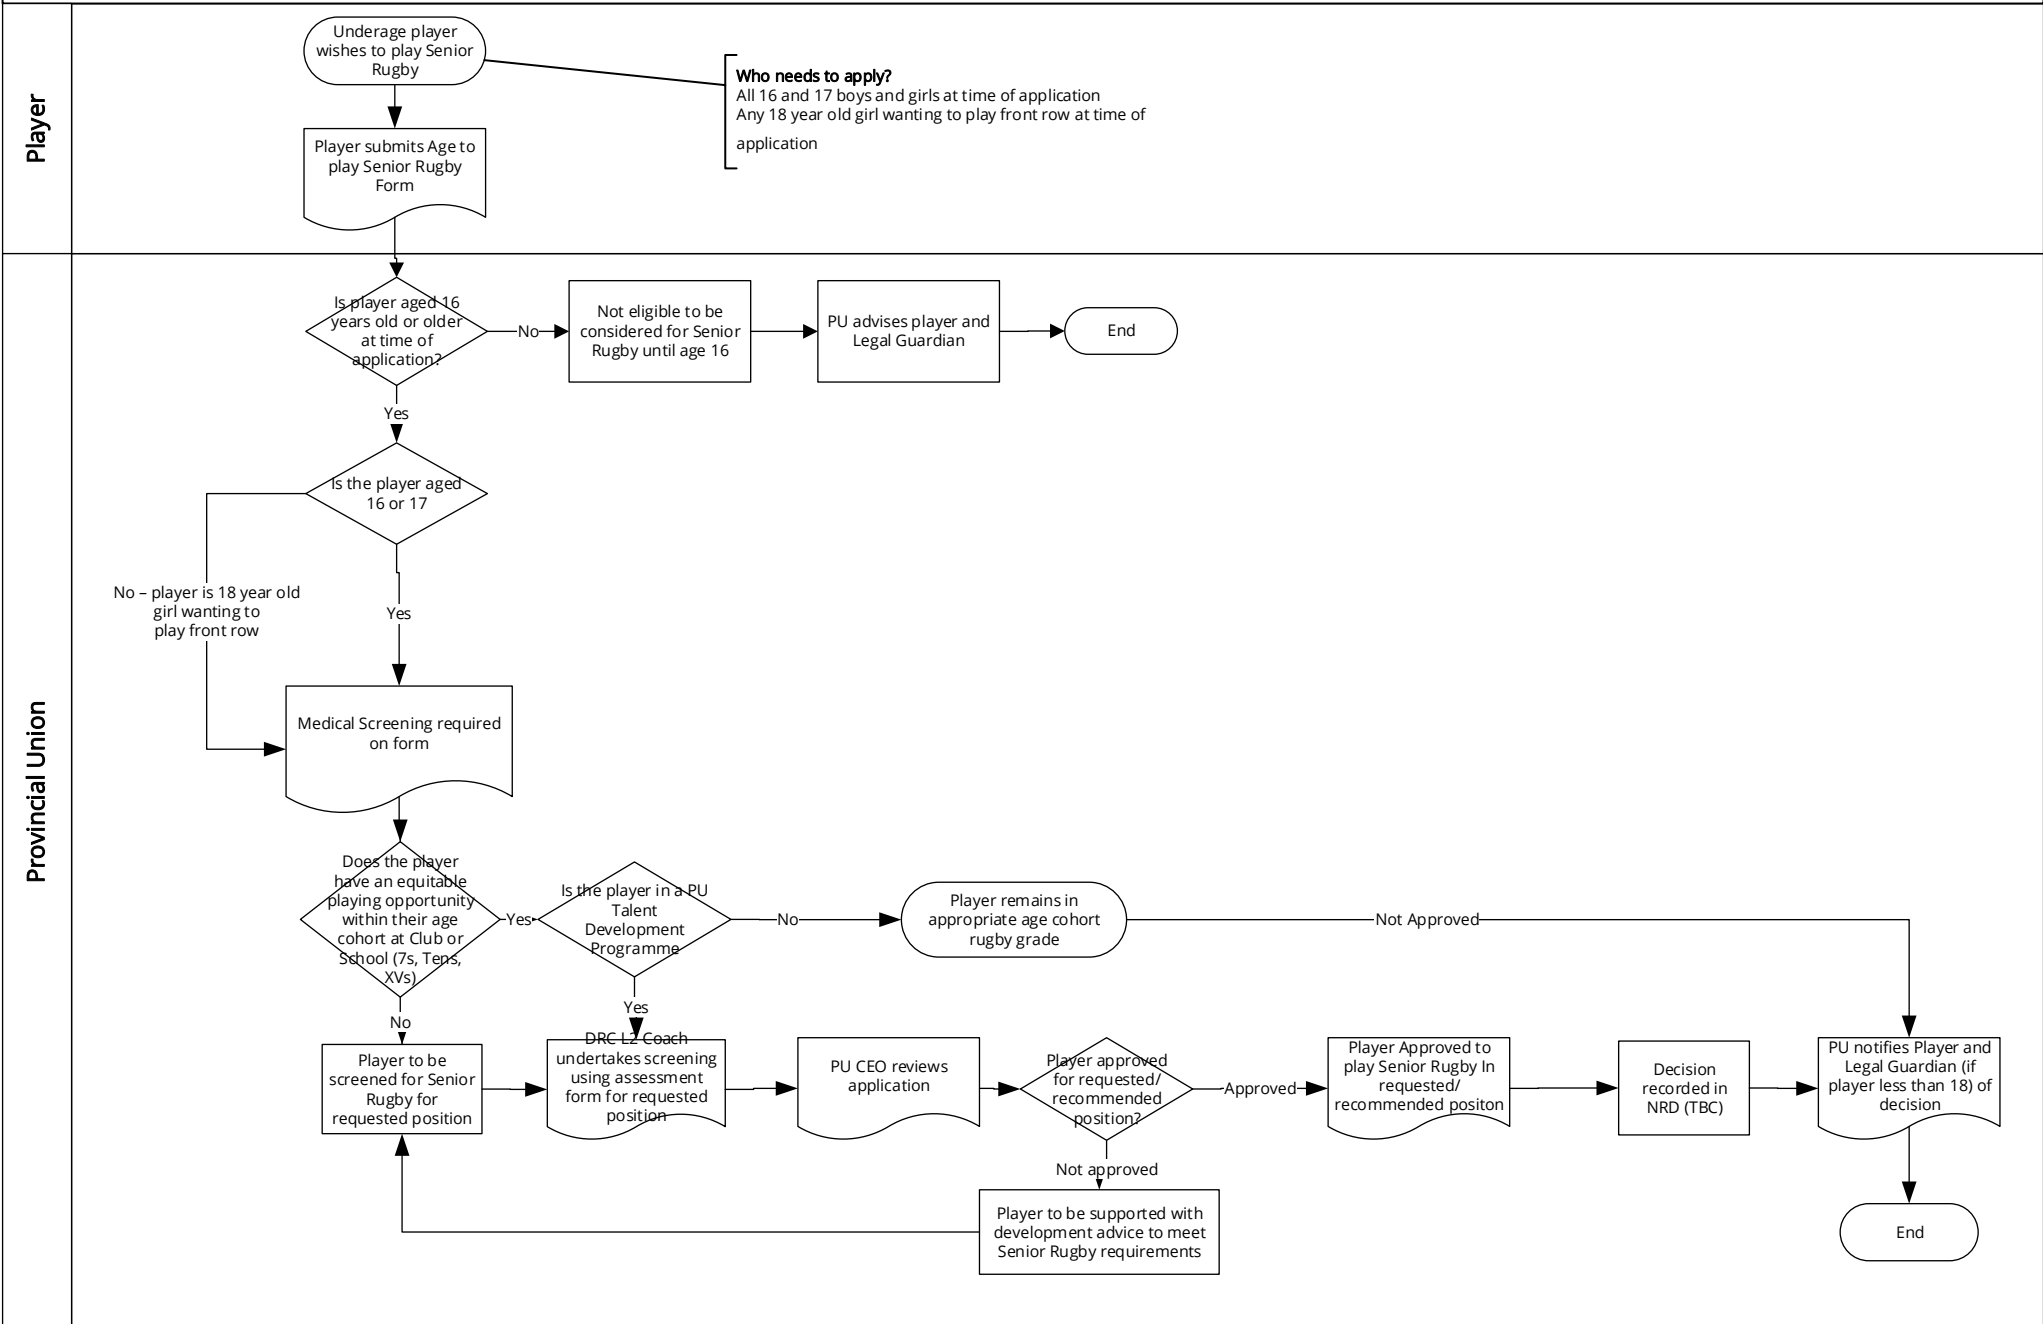 Player
Underage player
wishes to play Senior
Rugby
Who needs to apply?
All 16 and 17 boys and girls at time of application
Any 18 year old girl wanting to play front row at time of
application
Player submits Age to
play Senior Rugby
Form
Provincial Union
Is player aged 16
years old or older
at time of
application?
No
Not eligible to be
considered for Senior
Rugby until age 16
PU advises player and
Legal Guardian
End
Yes
Is the player aged
16 or 17
No – player is 18 year old
girl wanting to
play front row
Yes
Medical Screening required
on form
Does the player
have an equitable
playing opportunity
within their age
cohort at Club or
School (7s, Tens,
XVs)
Yes
Is the player in a PU
Talent
Development
Programme
No
Player remains in
appropriate age cohort
rugby grade
Not Approved
No
Yes
Player to be
screened for Senior
Rugby for
requested position
DRC L2 Coach
undertakes screening
using assessment
form for requested
position
PU CEO reviews
application
Player approved
for requested/
recommended
position?
Approved
Player Approved to
play Senior Rugby In
requested/
recommended positon
Decision
recorded in
NRD (TBC)
PU notifies Player and
Legal Guardian (if
player less than 18) of
decision
Not approved
Player to be supported with
development advice to meet
Senior Rugby requirements
End